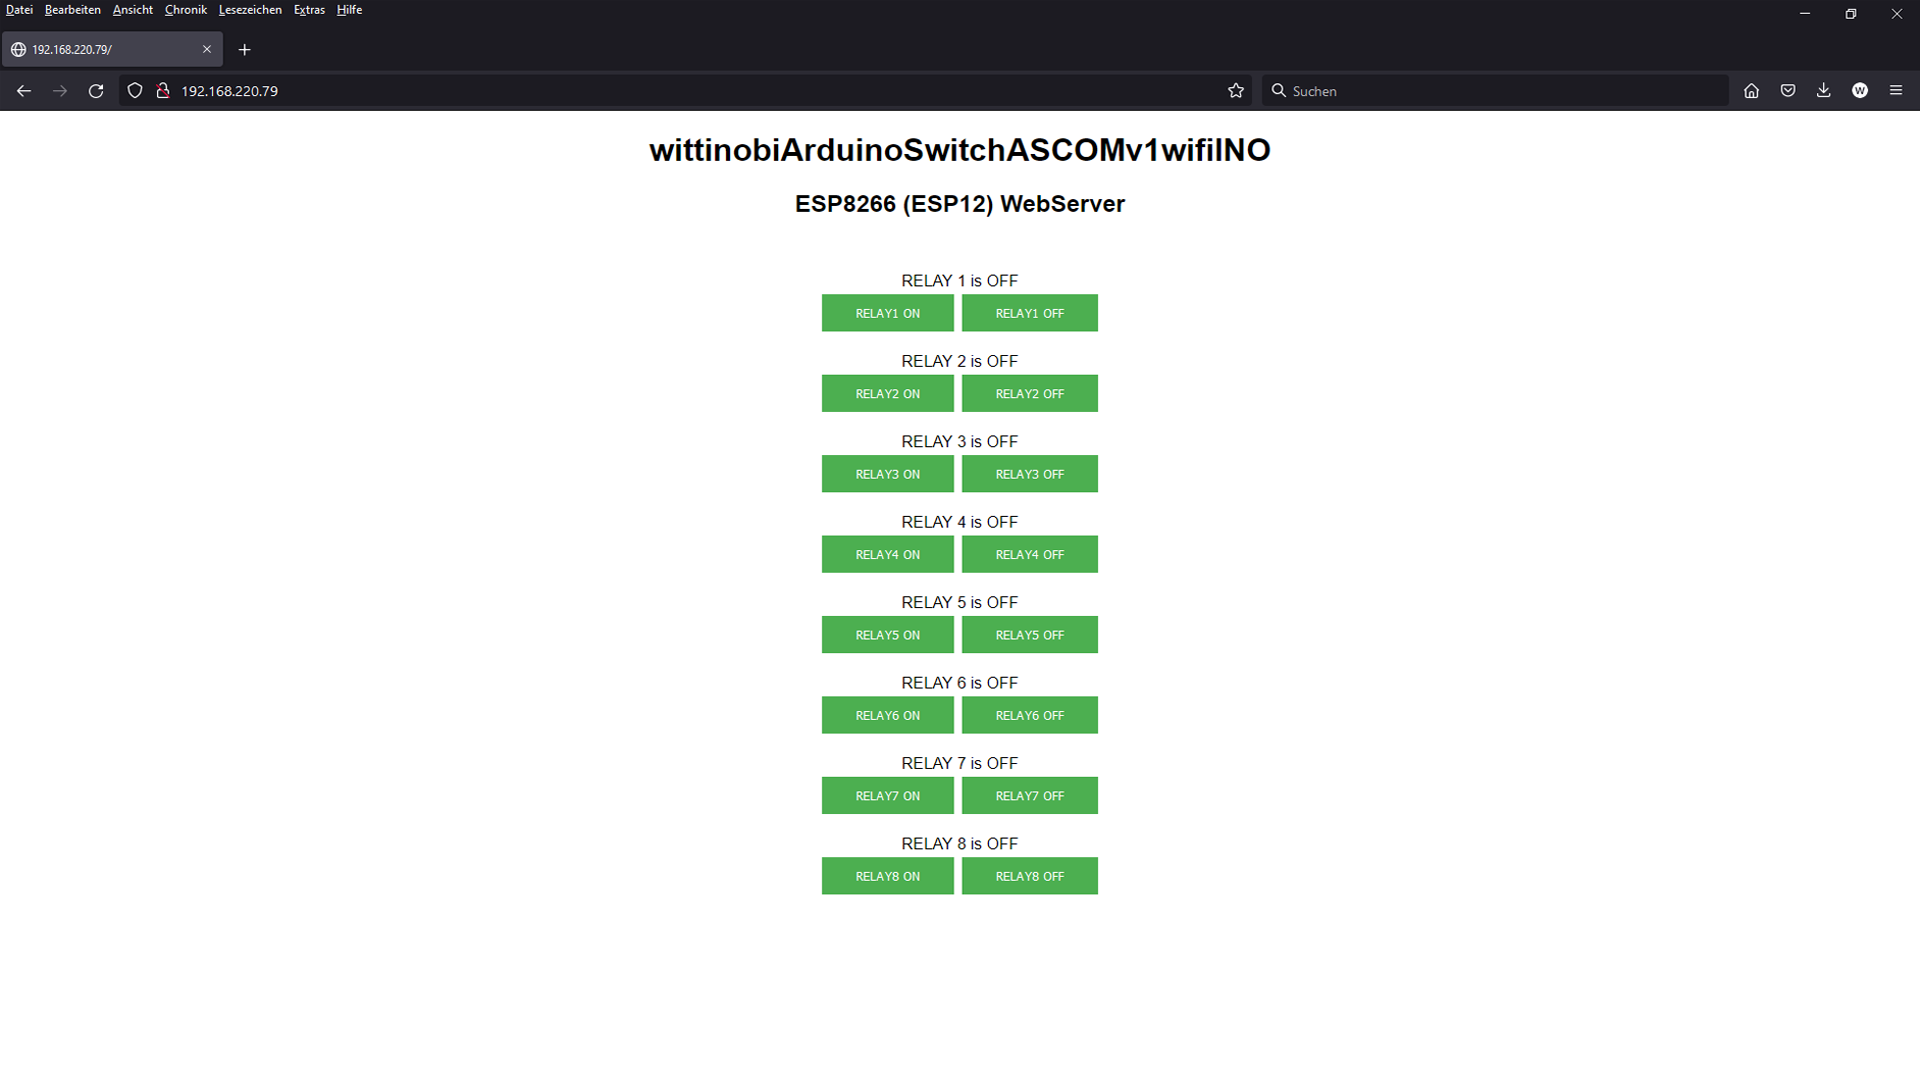 Datei Bearbeiten Ansicht Chronik Lesezeichen Extras Hilfe
192.168.220.79/
192.168.220.79
Suchen
W
wittinobiArduinoSwitchASCOMv1wifiINO
ESP8266 (ESP12) WebServer
RELAY 1 is OFF
RELAY1 ON RELAY1 OFF
RELAY 2 is OFF
RELAY2 ON RELAY2 OFF
RELAY 3 is OFF
RELAY3 ON RELAY3 OFF
RELAY 4 is OFF
RELAY4 ON RELAY4 OFF
RELAY 5 is OFF
RELAY5 ON RELAY5 OFF
RELAY 6 is OFF
RELAY6 ON RELAY6 OFF
RELAY 7 is OFF
RELAY7 ON RELAY7 OFF
RELAY 8 is OFF
RELAY8 ON RELAY8 OFF